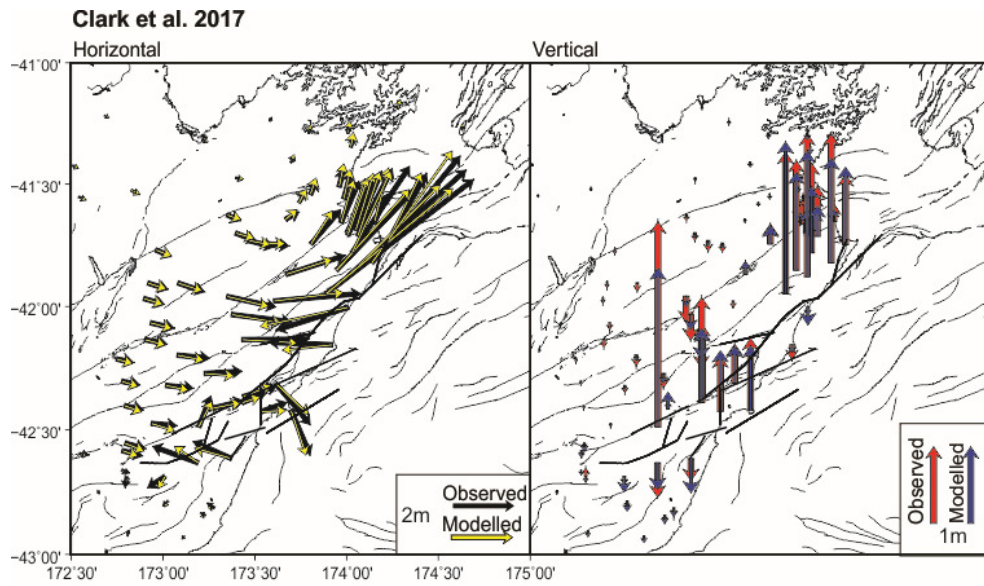 Clark et al. 2017
Horizontal
Vertical
−41°00'
−41°30'
−42°00'
−42°30'
−43°00'
172°30'
173°00'
173°30'
174°00'
174°30'
175°00'
Observed
2m
Modelled
Observed
Modelled
1m